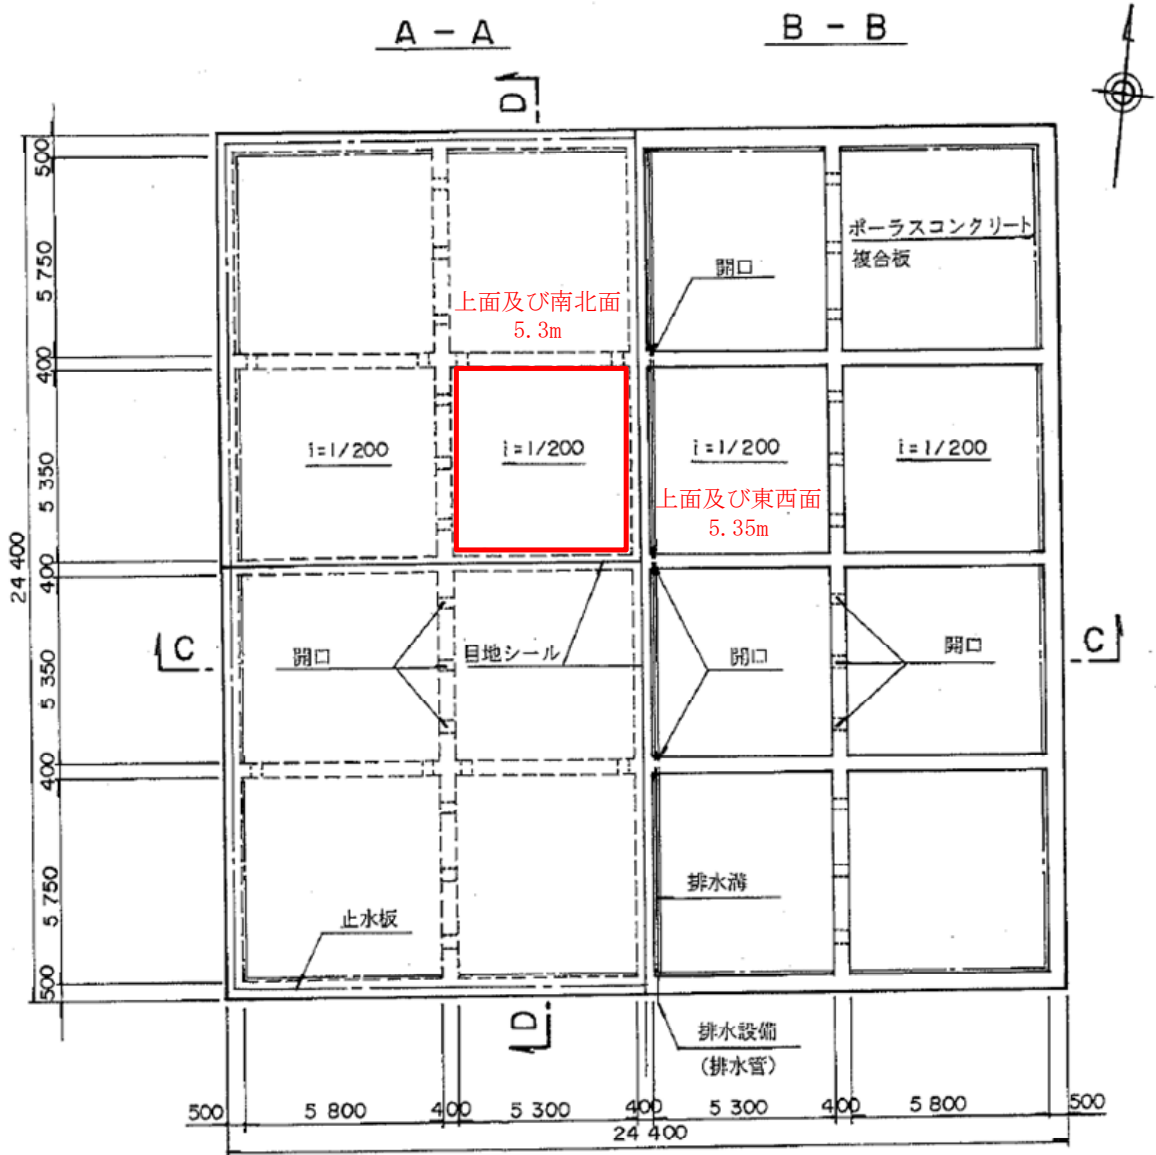 A - A
B - B
D
500
5 750
400
5 350
400
5 350
400
5 750
500
24 400
ポーラスコンクリート
複合板
開口
上面及び南北面
5.3m
i=1/200
i=1/200
i=1/200
i=1/200
上面及び東西面
5.35m
C
C
開口
目地シール
開口
開口
排水溝
止水板
D
排水設備
(排水管)
500
5 800
400
5 300
400
5 300
400
5 800
500
24 400